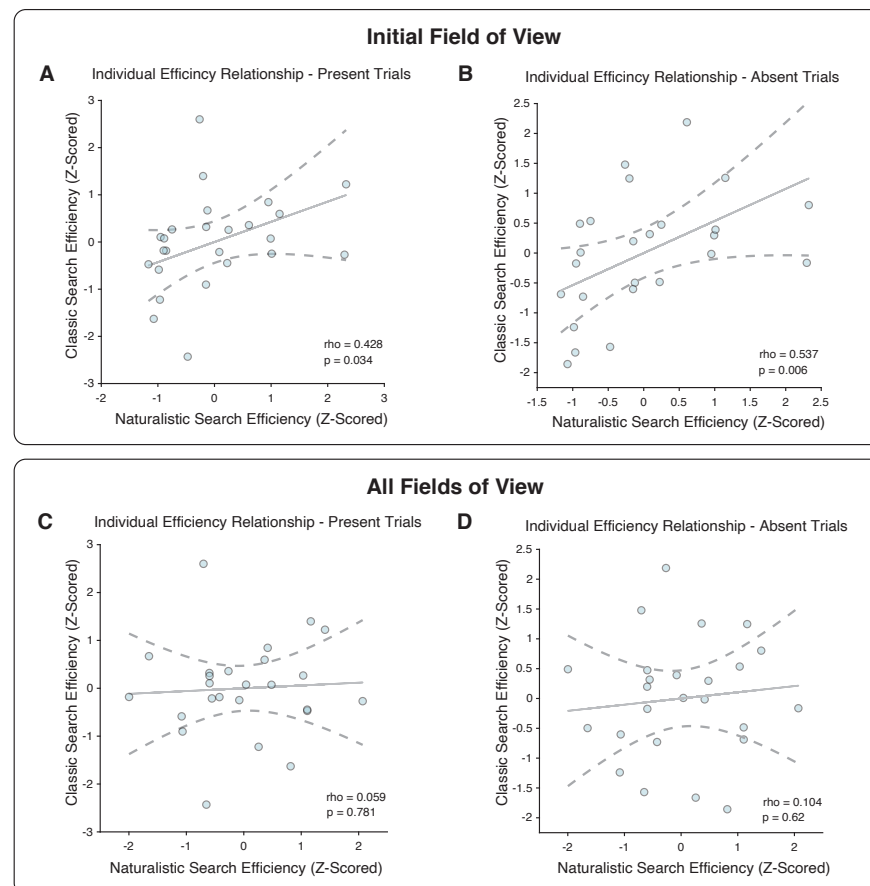 Initial Field of View
A
Individual Efficincy Relationship - Present Trials
Classic Search Efficiency (Z-Scored)
3
2
1
0
-1
-2
-3
-2
-1
0
1
2
3
rho = 0.428
p = 0.034
Naturalistic Search Efficiency (Z-Scored)
B
Individual Efficincy Relationship - Absent Trials
Classic Search Efficiency (Z-Scored)
2.5
2
1.5
1
0.5
0
-0.5
-1
-1.5
-2
-1.5
-1
-0.5
0
0.5
1
1.5
2
2.5
rho = 0.537
p = 0.006
Naturalistic Search Efficiency (Z-Scored)
All Fields of View
C
Individual Efficiency Relationship - Present Trials
Classic Search Efficiency (Z-Scored)
3
2
1
0
-1
-2
-3
-2
-1
0
1
2
rho = 0.059
p = 0.781
Naturalistic Search Efficiency (Z-Scored)
D
Individual Efficiency Relationship - Absent Trials
Classic Search Efficiency (Z-Scored)
2.5
2
1.5
1
0.5
0
-0.5
-1
-1.5
-2
-2
-1
0
1
2
rho = 0.104
p = 0.62
Naturalistic Search Efficiency (Z-Scored)